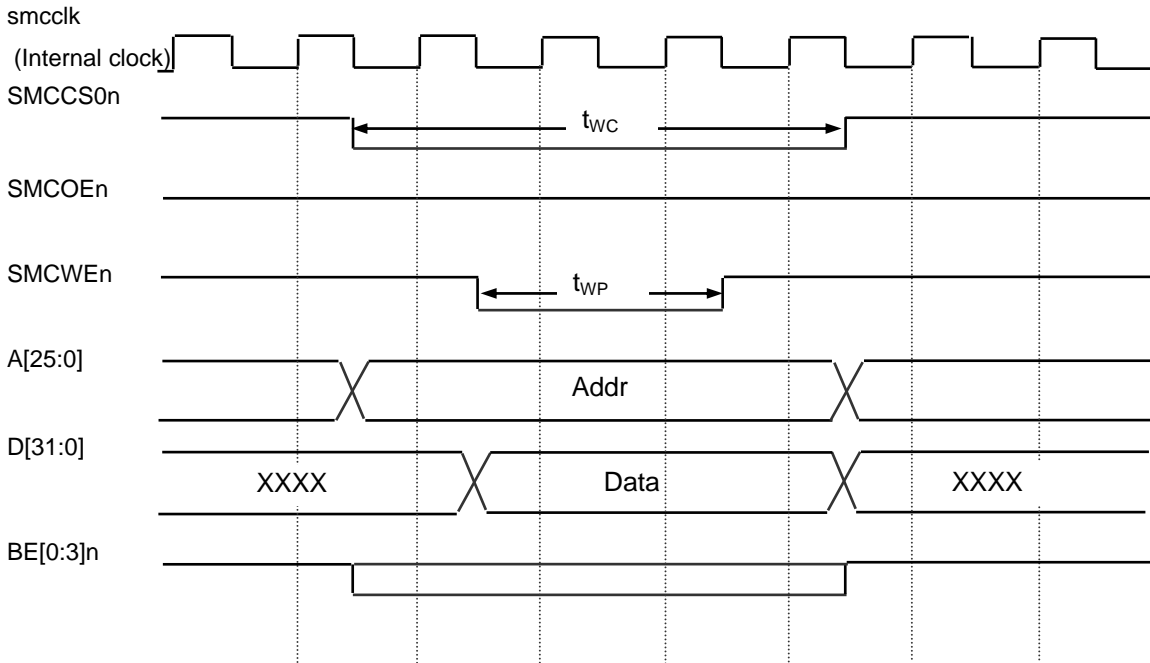 smcclk
(Internal clock)
SMCCS0n
tWC
SMCOEn
SMCWEn
tWP
A[25:0]
Addr
D[31:0]
XXXX Data XXXX
BE[0:3]n